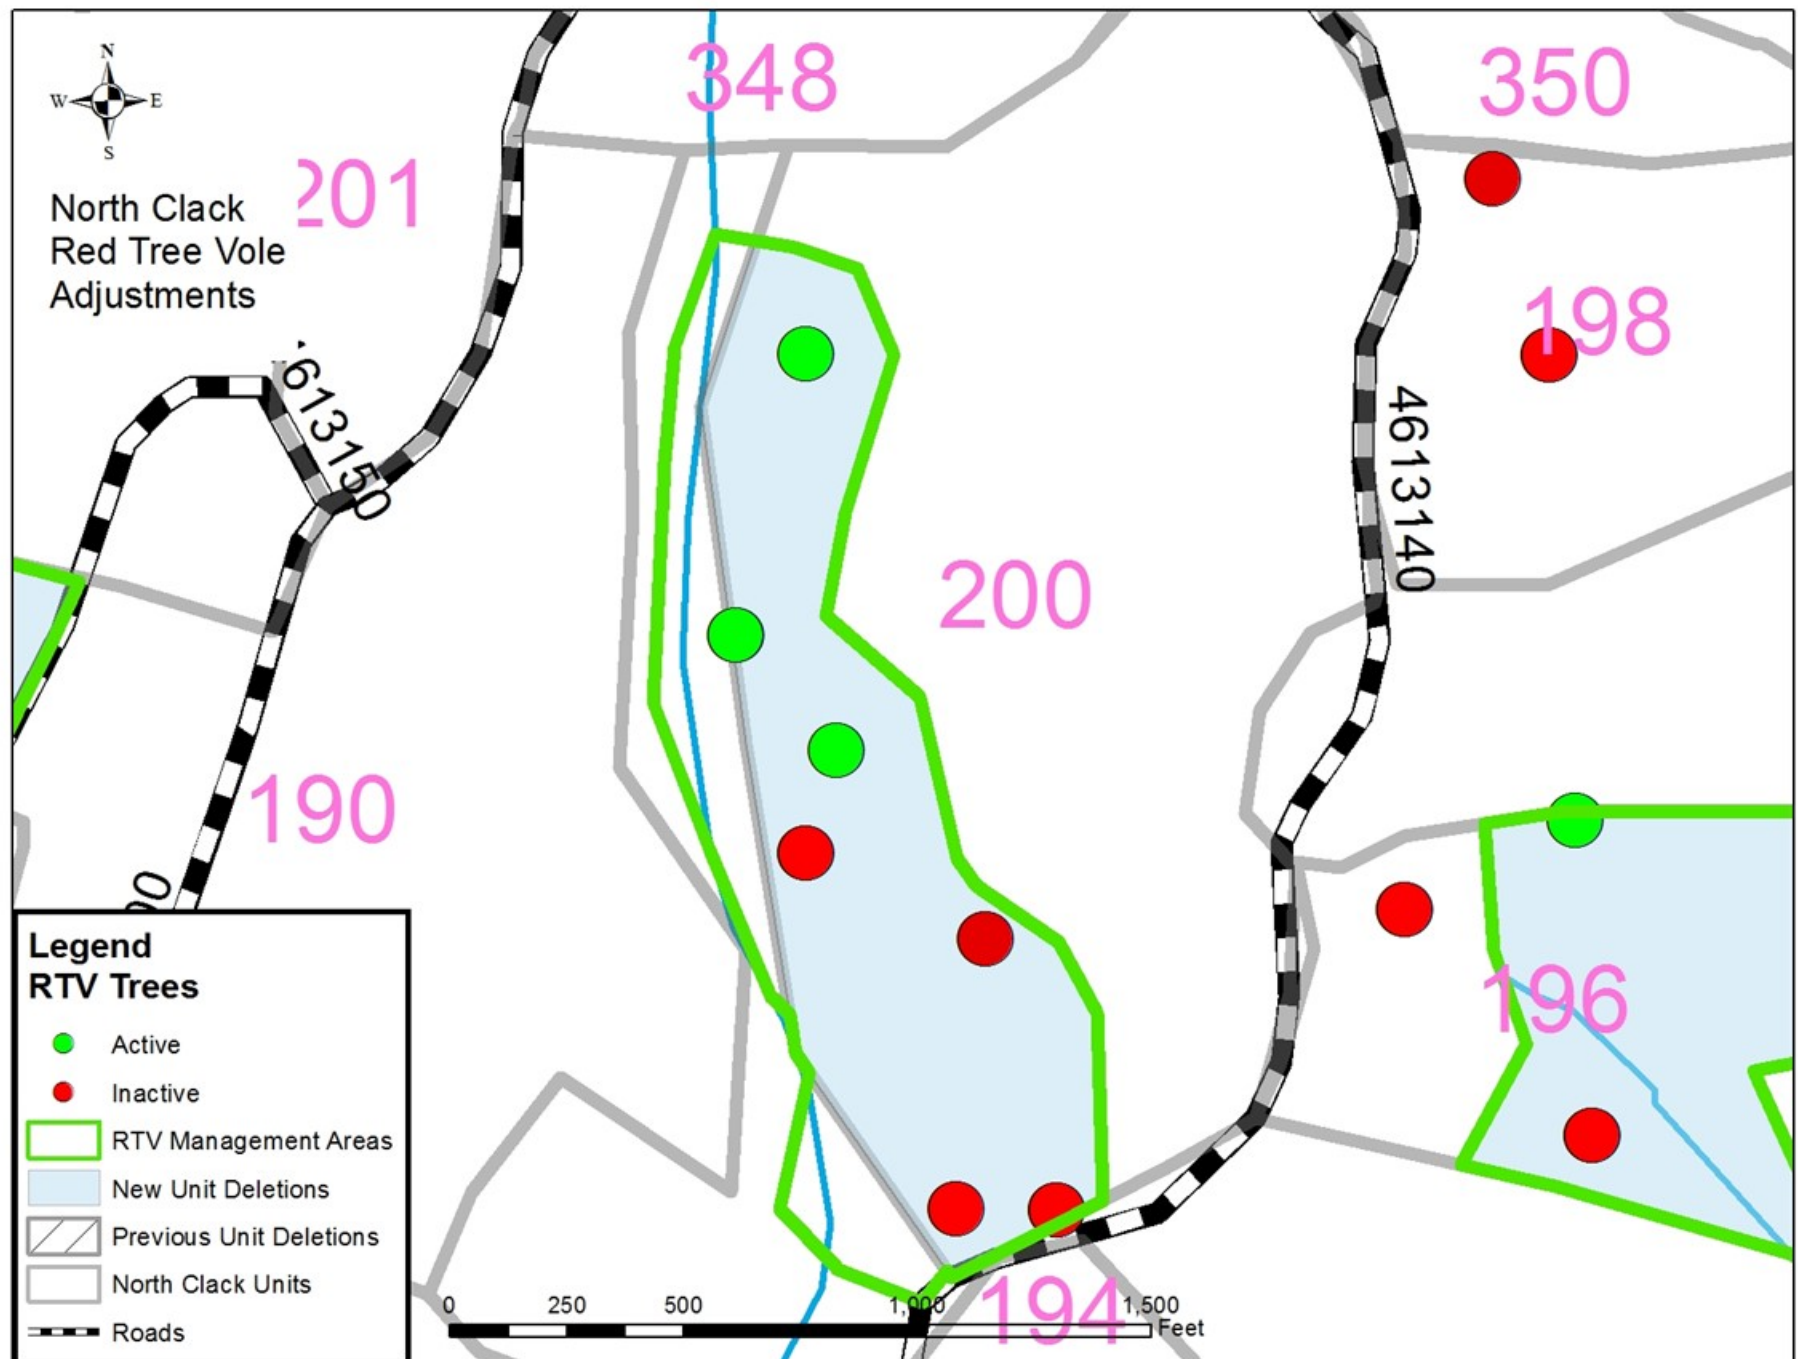 N
W E
S
North Clack
Red Tree Vole
Adjustments
348
350
201
198
613150
4613140
200
190
00
196
194
Legend
RTV Trees
Active
Inactive
RTV Management Areas
New Unit Deletions
Previous Unit Deletions
North Clack Units
Roads
0 250 500 1,000 1,500
Feet